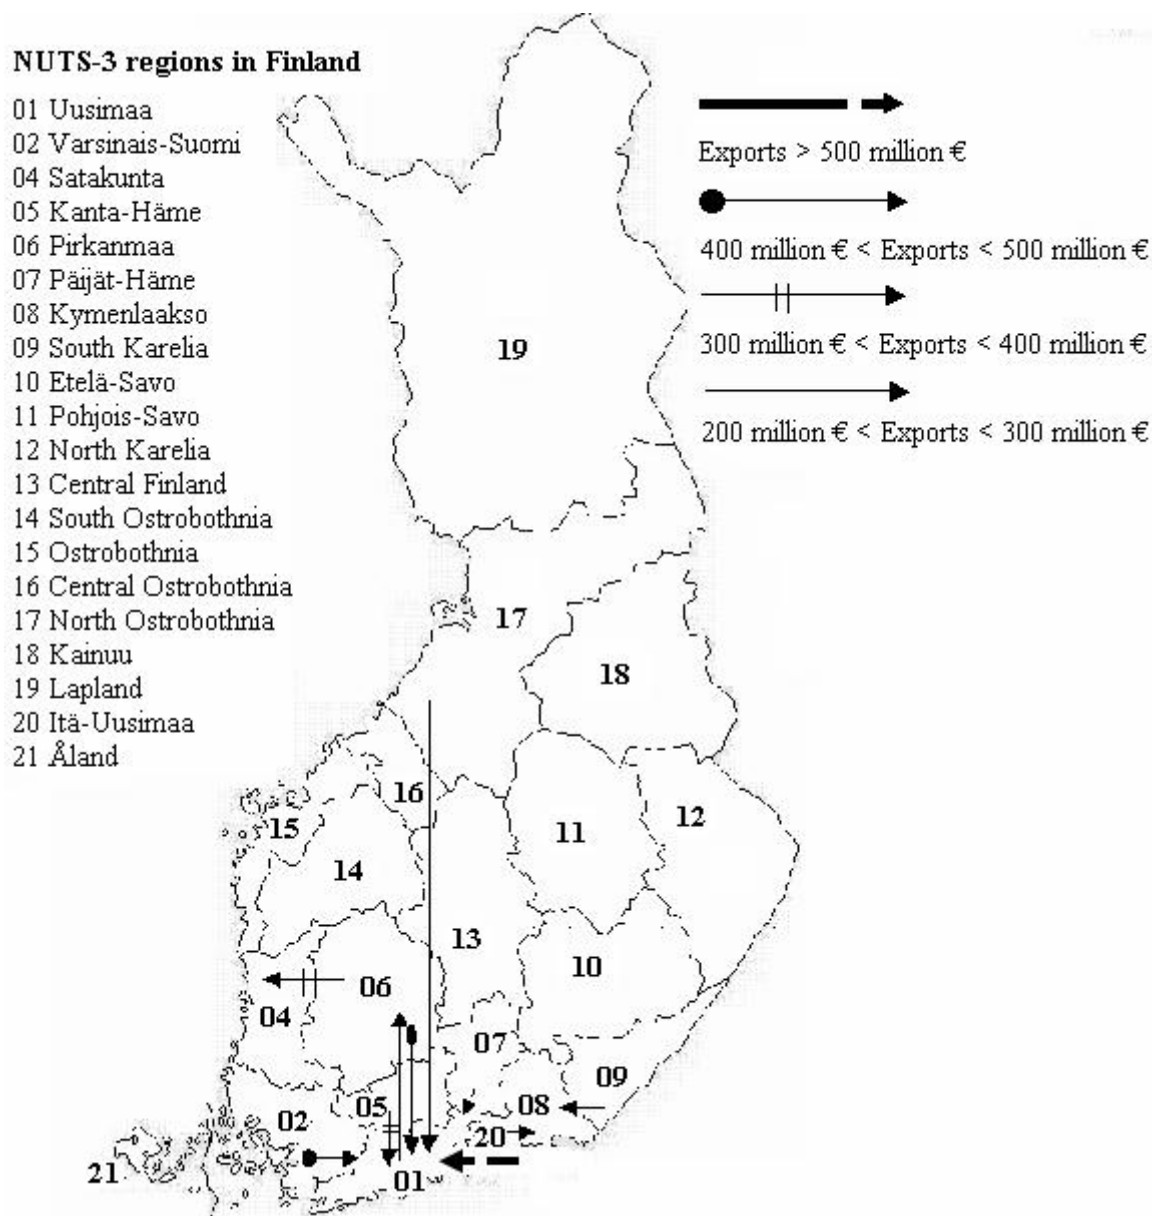 NUTS-3 regions in Finland
01 Uusimaa
02 Varsinais-Suomi
04 Satakunta
05 Kanta-Häme
06 Pirkanmaa
07 Päijät-Häme
08 Kymenlaakso
09 South Karelia
10 Etelä-Savo
11 Pohjois-Savo
12 North Karelia
13 Central Finland
14 South Ostrobothnia
15 Ostrobothnia
16 Central Ostrobothnia
17 North Ostrobothnia
18 Kainuu
19 Lapland
20 Itä-Uusimaa
21 Åland
Exports > 500 million €
400 million € < Exports < 500 million €
300 million € < Exports < 400 million €
200 million € < Exports < 300 million €
19
17
18
16
15
12
11
14
13
10
06
04
07
09
05
08
02
20
21
01